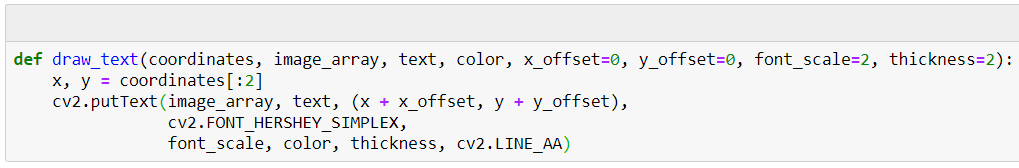 def draw_text(coordinates, image_array, text, color, x_offset=0, y_offset=0, font_scale=2, thickness=2):
    x, y = coordinates[:2]
    cv2.putText(image_array, text, (x + x_offset, y + y_offset),
                cv2.FONT_HERSHEY_SIMPLEX,
                font_scale, color, thickness, cv2.LINE_AA)